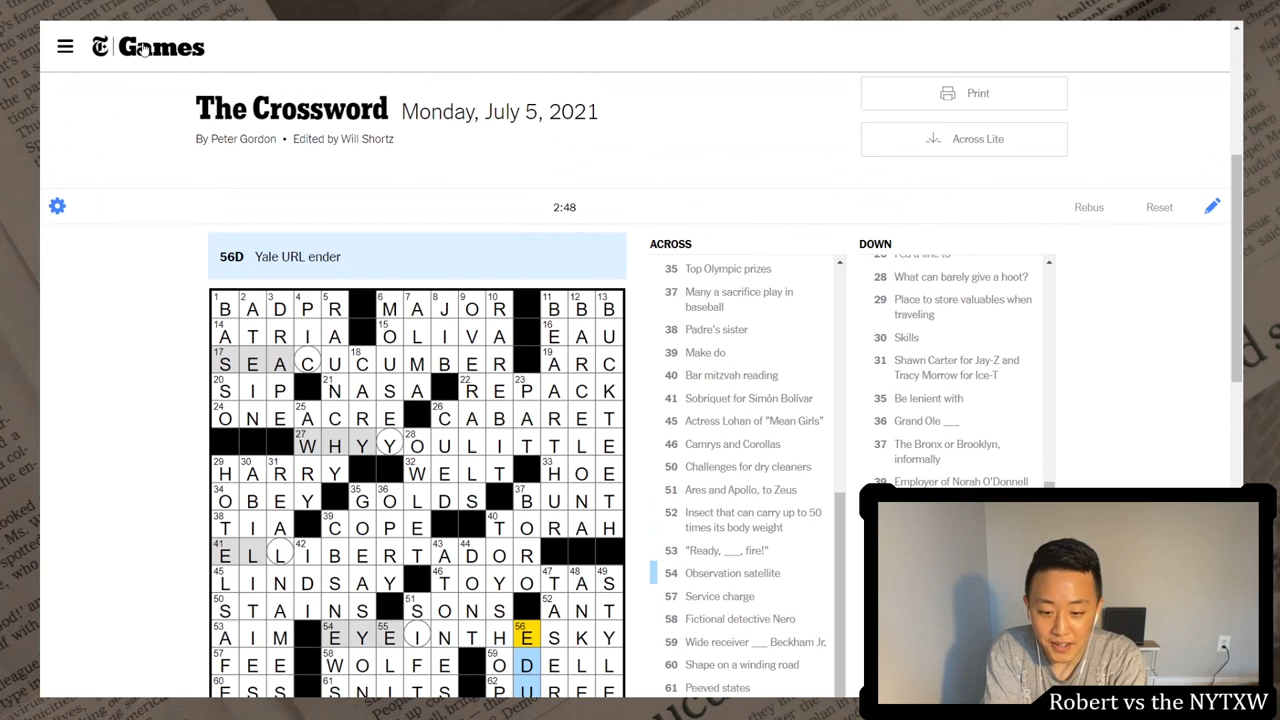 Games
The Crossword Monday, July 5, 2021
Print
By Peter Gordon • Edited by Will Shortz
Across Lite
2:48
Rebus
Reset
56D Yale URL ender
ACROSS
35 Top Olympic prizes
37 Many a sacrifice play in
baseball
38 Padre's sister
39 Make do
40 Bar mitzvah reading
41 Sobriquet for Simón Bolívar
45 Actress Lohan of "Mean Girls"
46 Camrys and Corollas
50 Challenges for dry cleaners
51 Ares and Apollo, to Zeus
52 Insect that can carry up to 50
times its body weight
53 "Ready, ___, fire!"
54 Observation satellite
57 Service charge
58 Fictional detective Nero
59 Wide receiver ___ Beckham Jr.
60 Shape on a winding road
61 Peeved states
DOWN
28 What can barely give a hoot?
29 Place to store valuables when
traveling
30 Skills
31 Shawn Carter for Jay-Z and
Tracy Morrow for Ice-T
35 Be lenient with
36 Grand Ole ___
37 The Bronx or Brooklyn,
informally
39 Employer of Norah O'Donnell
BADPR MAJOR BBB
ATRIA OLIVA EAU
SEACUCUMBER ARC
SIP NASA REPACK
ONEACRE CABARET
WHYYOULITTLE
HARRY WELT HOE
OBEY GOLDS BUNT
TIA COPE TORAH
ELLIBERTADOR
LINDSAY TOYOTAS
STAINS SONS ANT
AIM EYEINTHESKY
FEE WOLFE ODELL
ESS SNITS PUREE
Robert vs the NYTXW